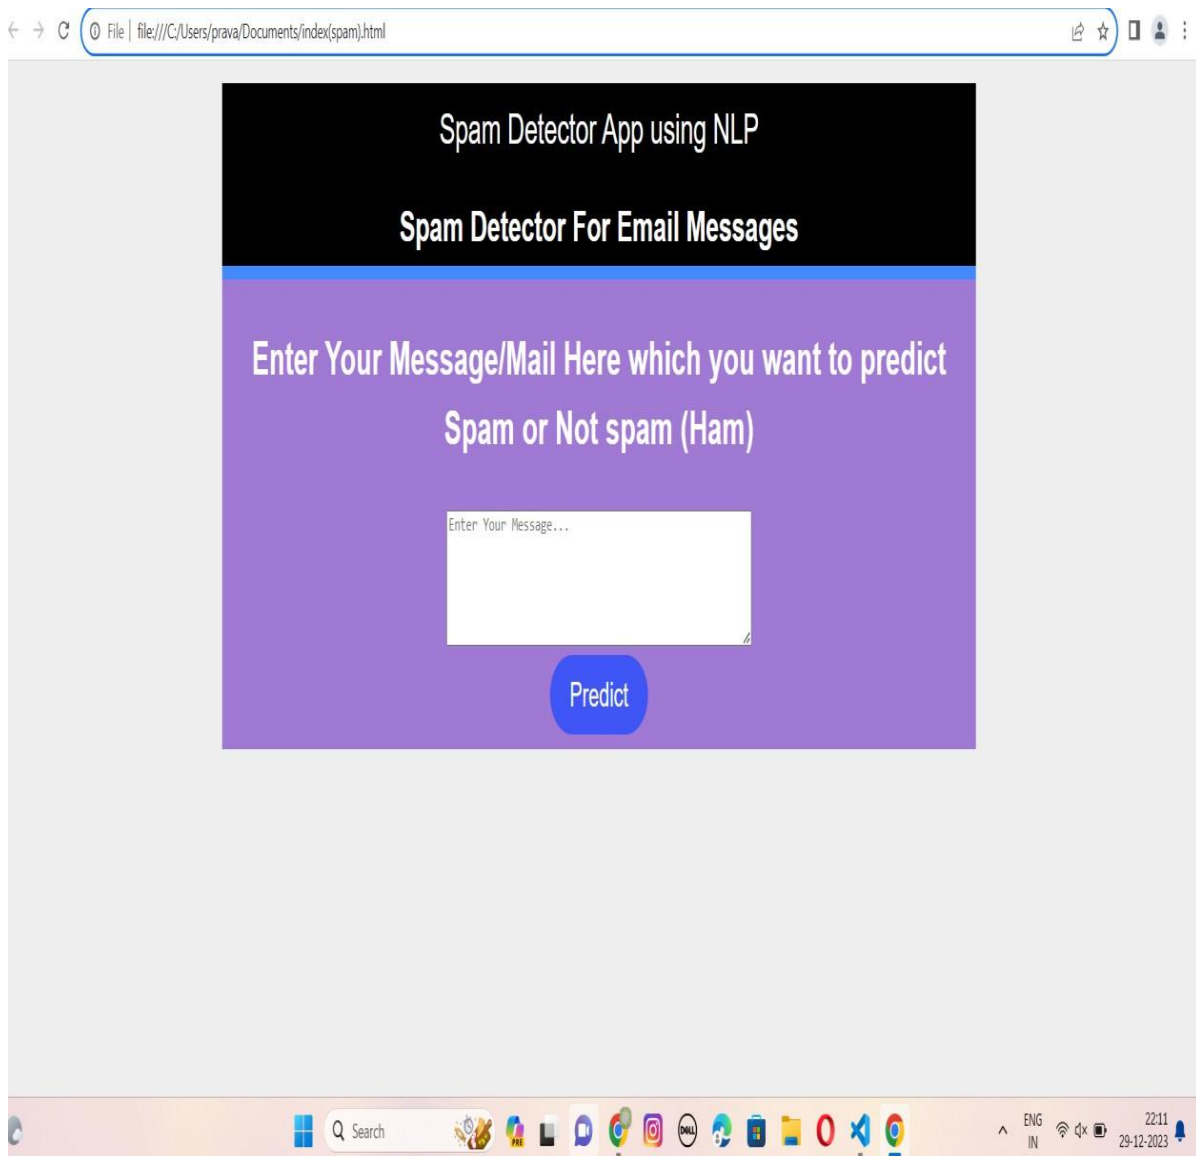 File file:///C:/Users/prava/Documents/index(spam).html
Spam Detector App using NLP
Spam Detector For Email Messages
Enter Your Message/Mail Here which you want to predict
Spam or Not spam (Ham)
Enter Your Message...
Predict
Search
PRE
DELL
ENG
IN
22:11
29-12-2023